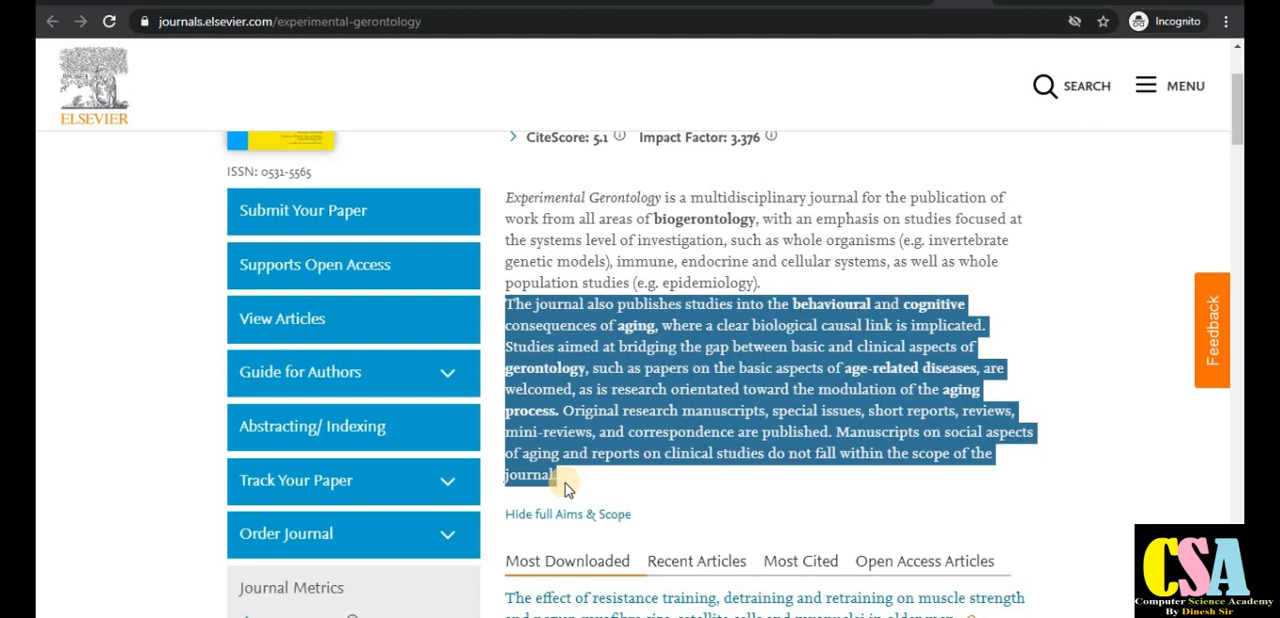 journals.elsevier.com/experimental-gerontology
Incognito
ELSEVIER
SEARCH
MENU
CiteScore: 5.1
Impact Factor: 3.376
ISSN: 0531-5565
Submit Your Paper
Supports Open Access
View Articles
Guide for Authors
Abstracting/ Indexing
Track Your Paper
Order Journal
Journal Metrics
Experimental Gerontology is a multidisciplinary journal for the publication of
work from all areas of biogerontology, with an emphasis on studies focused at
the systems level of investigation, such as whole organisms (e.g. invertebrate
genetic models), immune, endocrine and cellular systems, as well as whole
population studies (e.g. epidemiology).
The journal also publishes studies into the behavioural and cognitive
consequences of aging, where a clear biological causal link is implicated.
Studies aimed at bridging the gap between basic and clinical aspects of
gerontology, such as papers on the basic aspects of age-related diseases, are
welcomed, as is research orientated toward the modulation of the aging
process. Original research manuscripts, special issues, short reports, reviews,
mini-reviews, and correspondence are published. Manuscripts on social aspects
of aging and reports on clinical studies do not fall within the scope of the
journal.
Hide full Aims & Scope
Most Downloaded
Recent Articles
Most Cited
Open Access Articles
The effect of resistance training, detraining and retraining on muscle strength
Feedback
CSA
Computer Science Academy
By Dinesh Sir